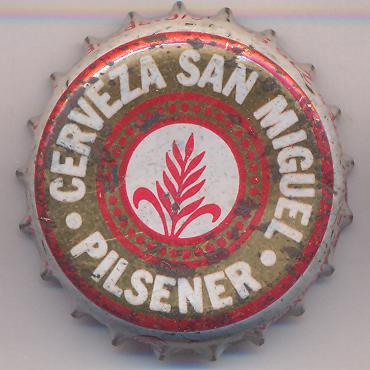 CERVEZA SAN MIGUEL
PILSENER